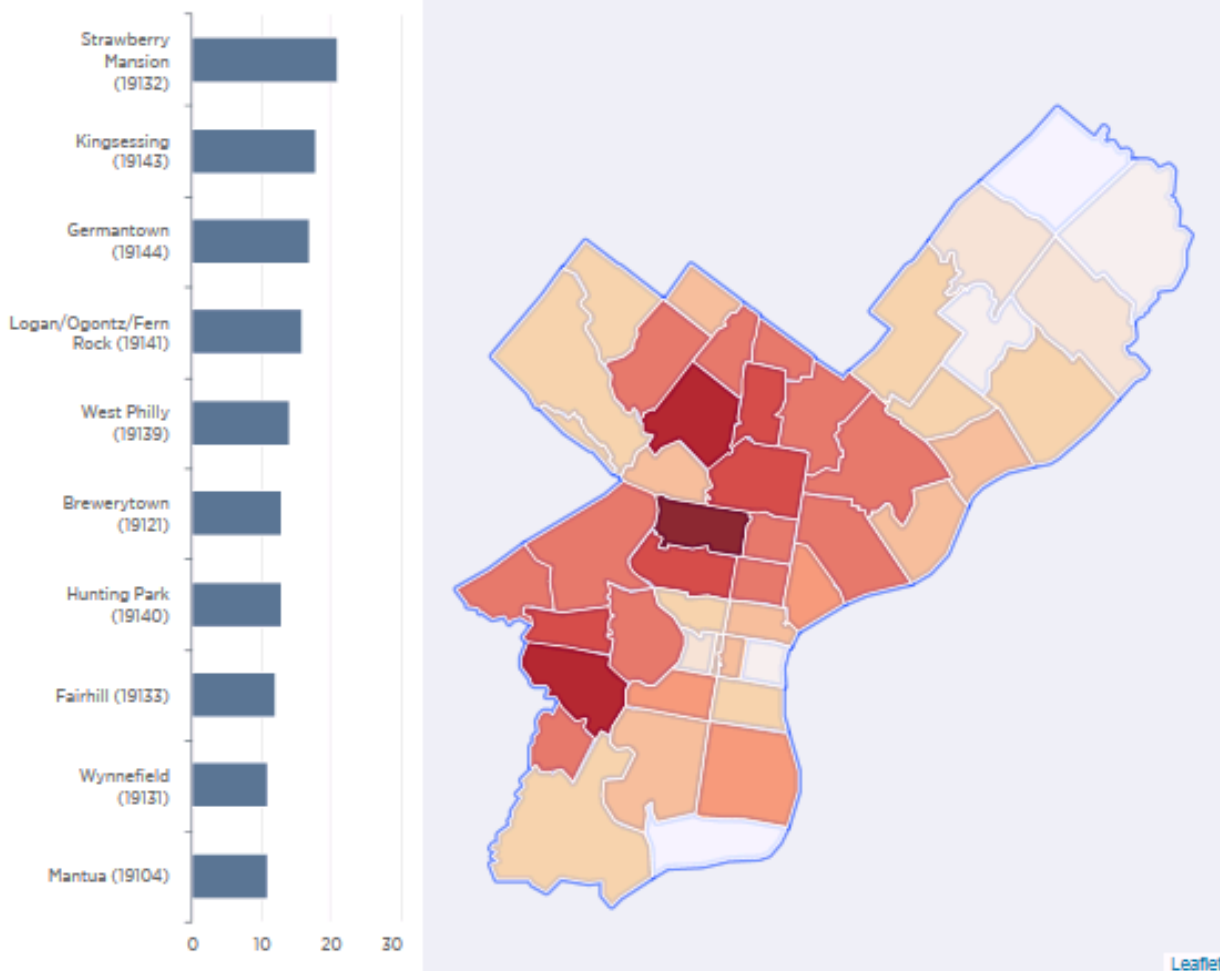 Strawberry
Mansion
(19132)
Kingsessing
(19143)
Germantown
(19144)
Logan/Ogontz/Fern
Rock (19141)
West Philly
(19139)
Brewerytown
(19121)
Hunting Park
(19140)
Fairhill (19133)
Wynnefield
(19131)
Mantua (19104)
0 10 20 30
Leaflet